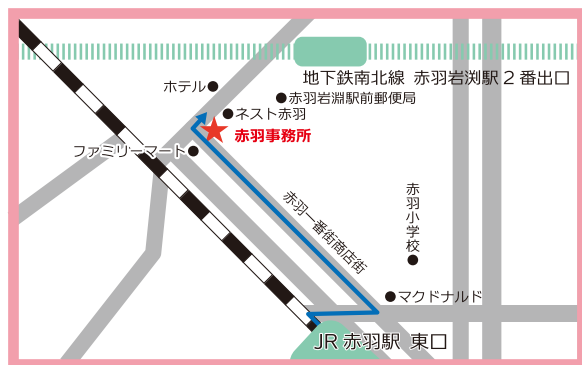 地下鉄南北線 赤羽岩渕駅2番出口
ホテル
赤羽岩淵駅前郵便局
ネスト赤羽
赤羽事務所
ファミリーマート
赤羽一番街商店街
赤羽小学校
マクドナルド
JR赤羽駅 東口